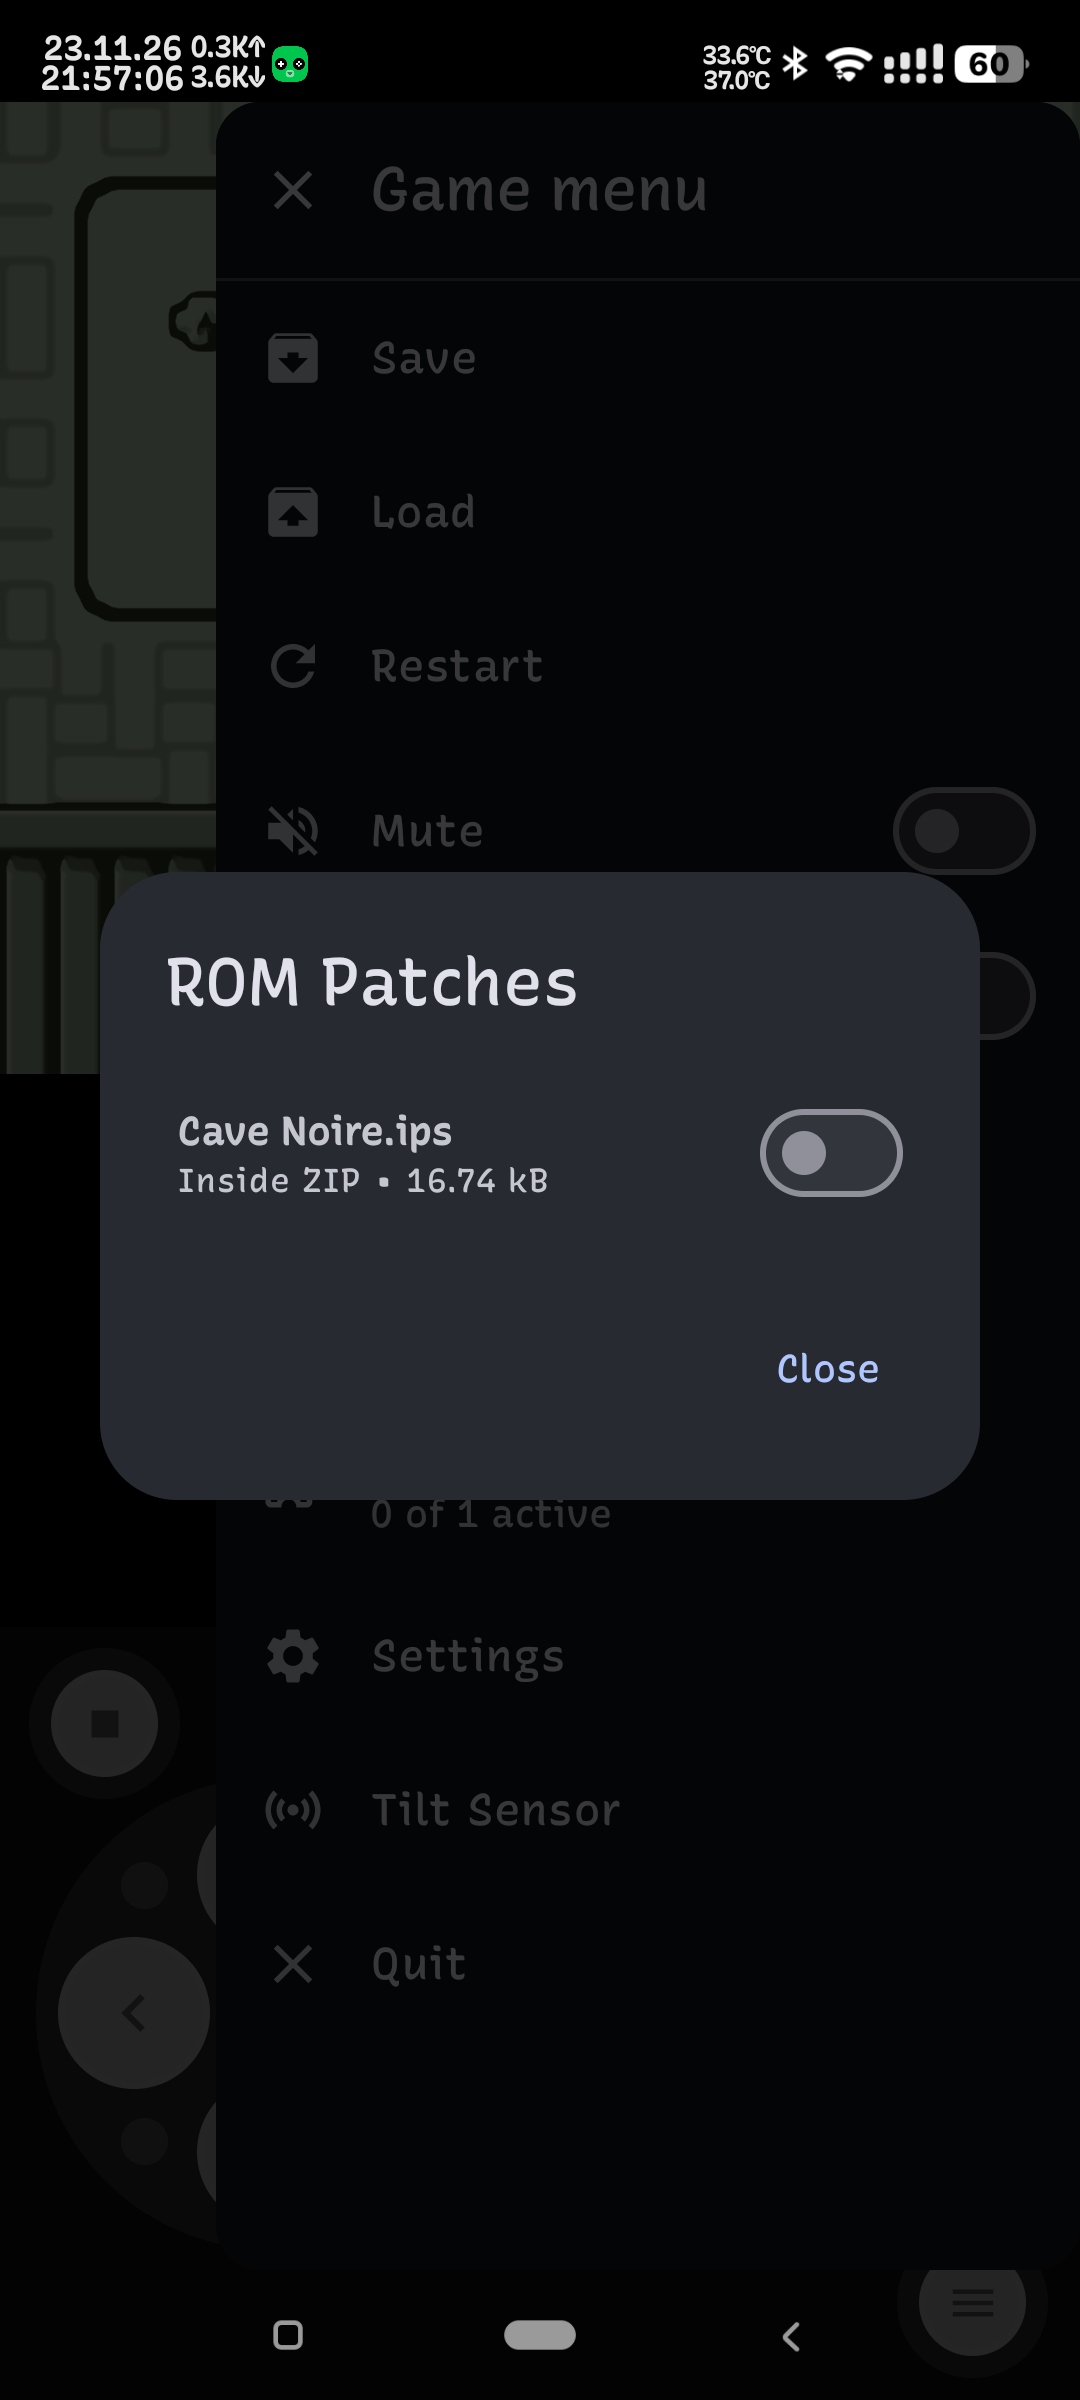 23.11.26 0.3K↑
21:57:06 3.6K↓
33.6℃
37.0℃
60
Game menu
Save
Load
Restart
Mute
ROM Patches
Cave Noire.ips
Inside ZIP • 16.74 kB
Close
0 of 1 active
Settings
Tilt Sensor
Quit